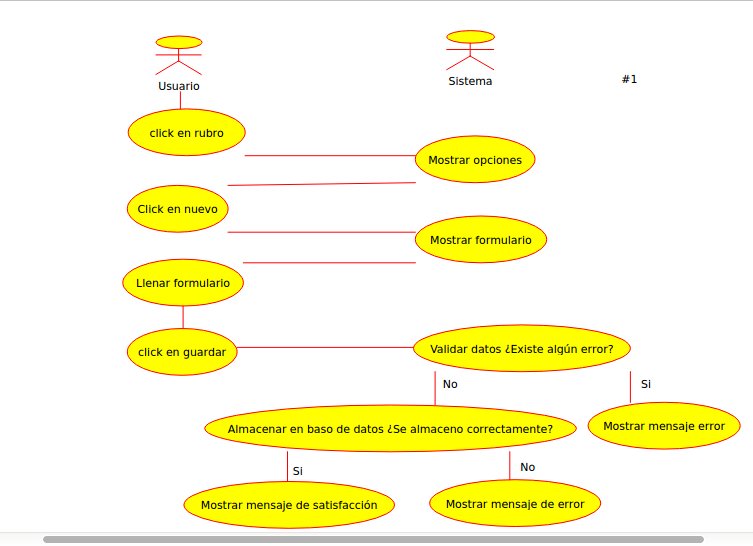 Usuario
Sistema
#1
click en rubro
Mostrar opciones
Click en nuevo
Mostrar formulario
Llenar formulario
click en guardar
Validar datos ¿Existe algún error?
No
Si
Almacenar en baso de datos ¿Se almaceno correctamente?
Mostrar mensaje error
Si
No
Mostrar mensaje de satisfacción
Mostrar mensaje de error